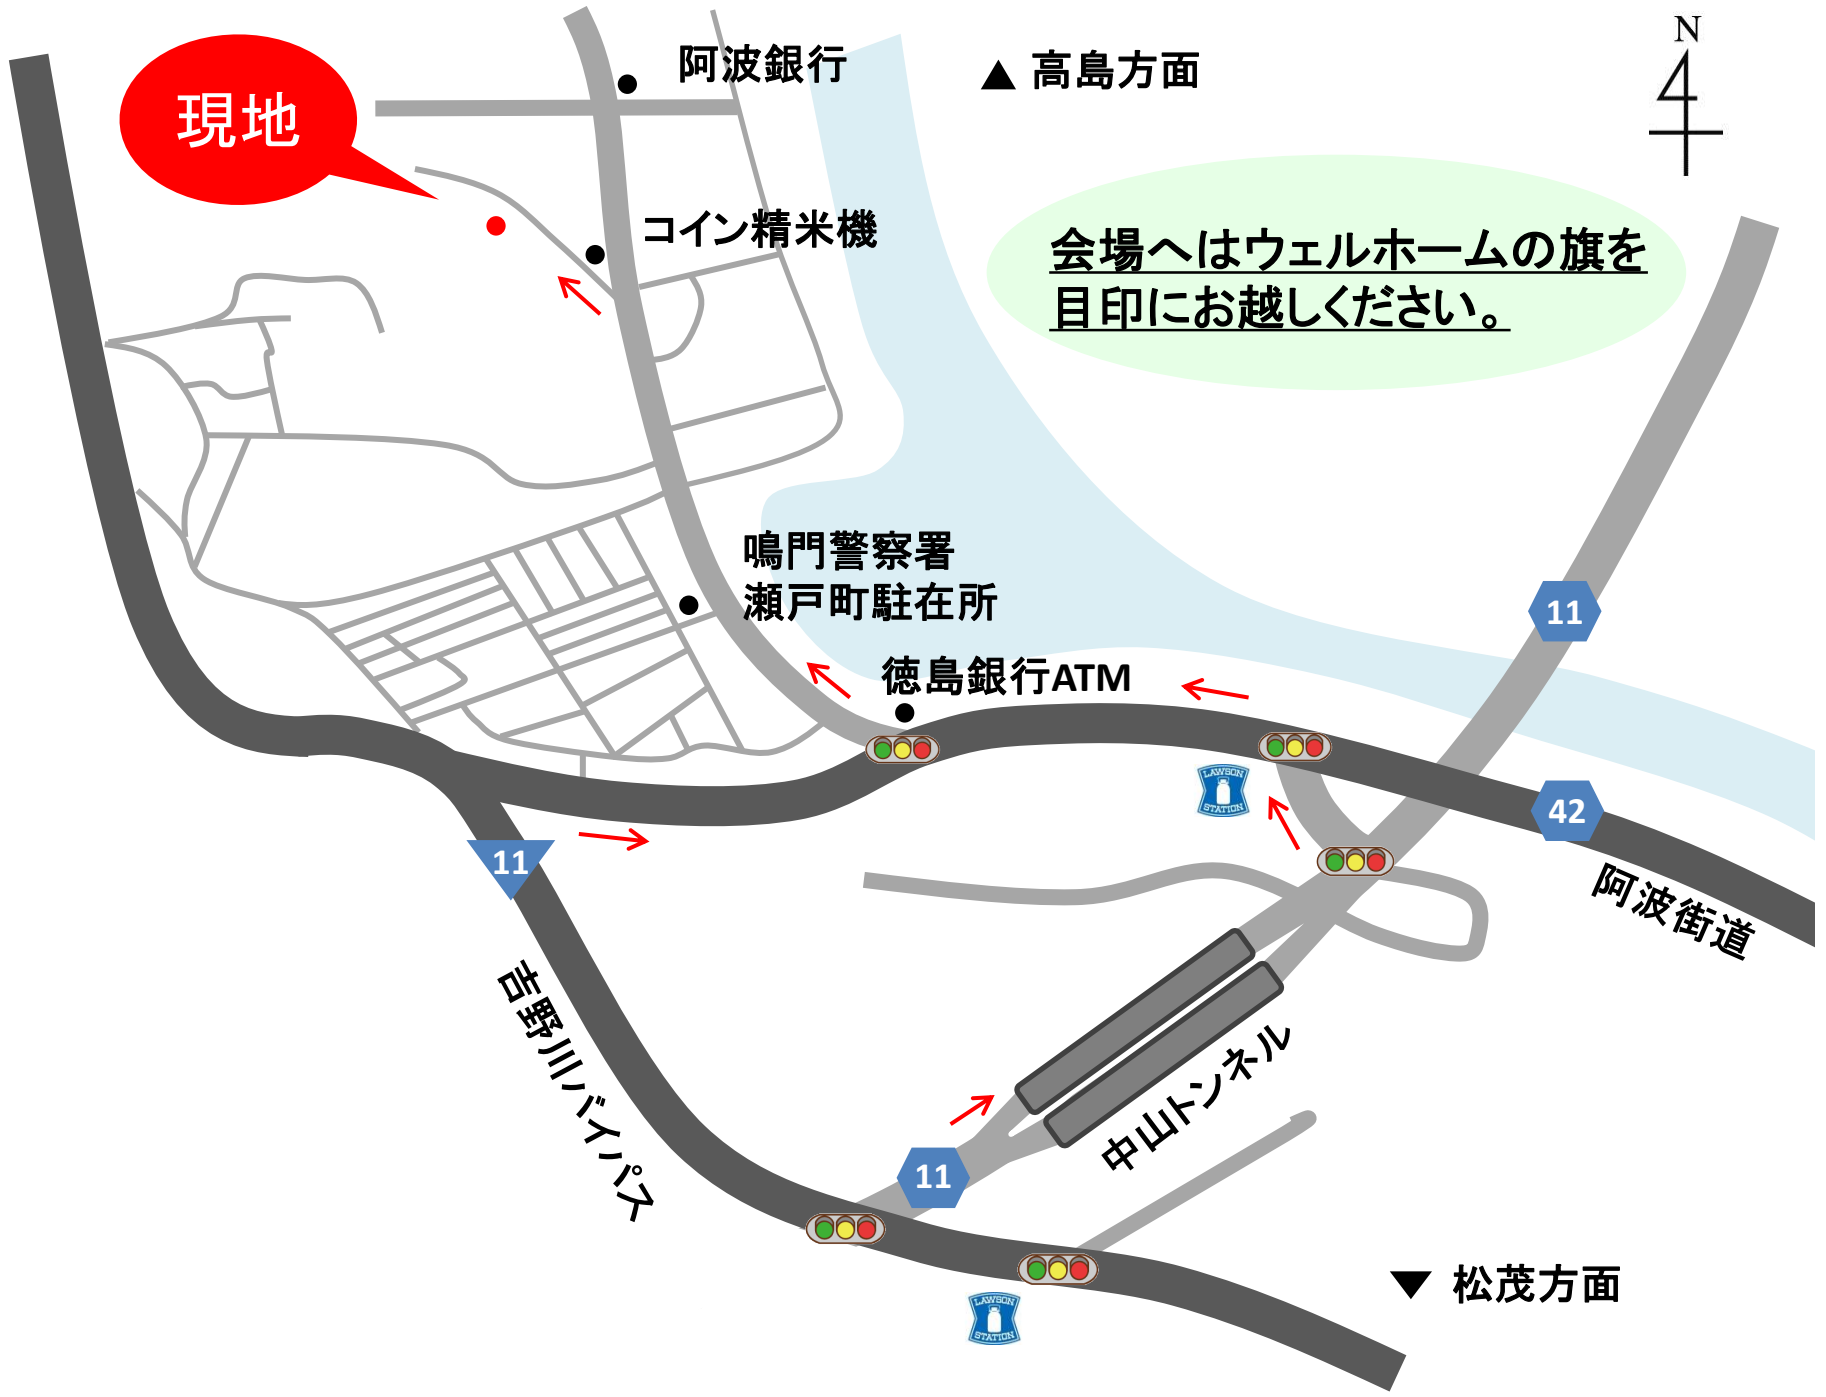 N
阿波銀行
▲ 高島方面
現地
コイン精米機
会場へはウェルホームの旗を
目印にお越しください。
鳴門警察署
瀬戸町駐在所
11
徳島銀行ATM
LAWSON
STATION
42
11
阿波街道
吉野川バイパス
中山トンネル
11
▼ 松茂方面
LAWSON
STATION